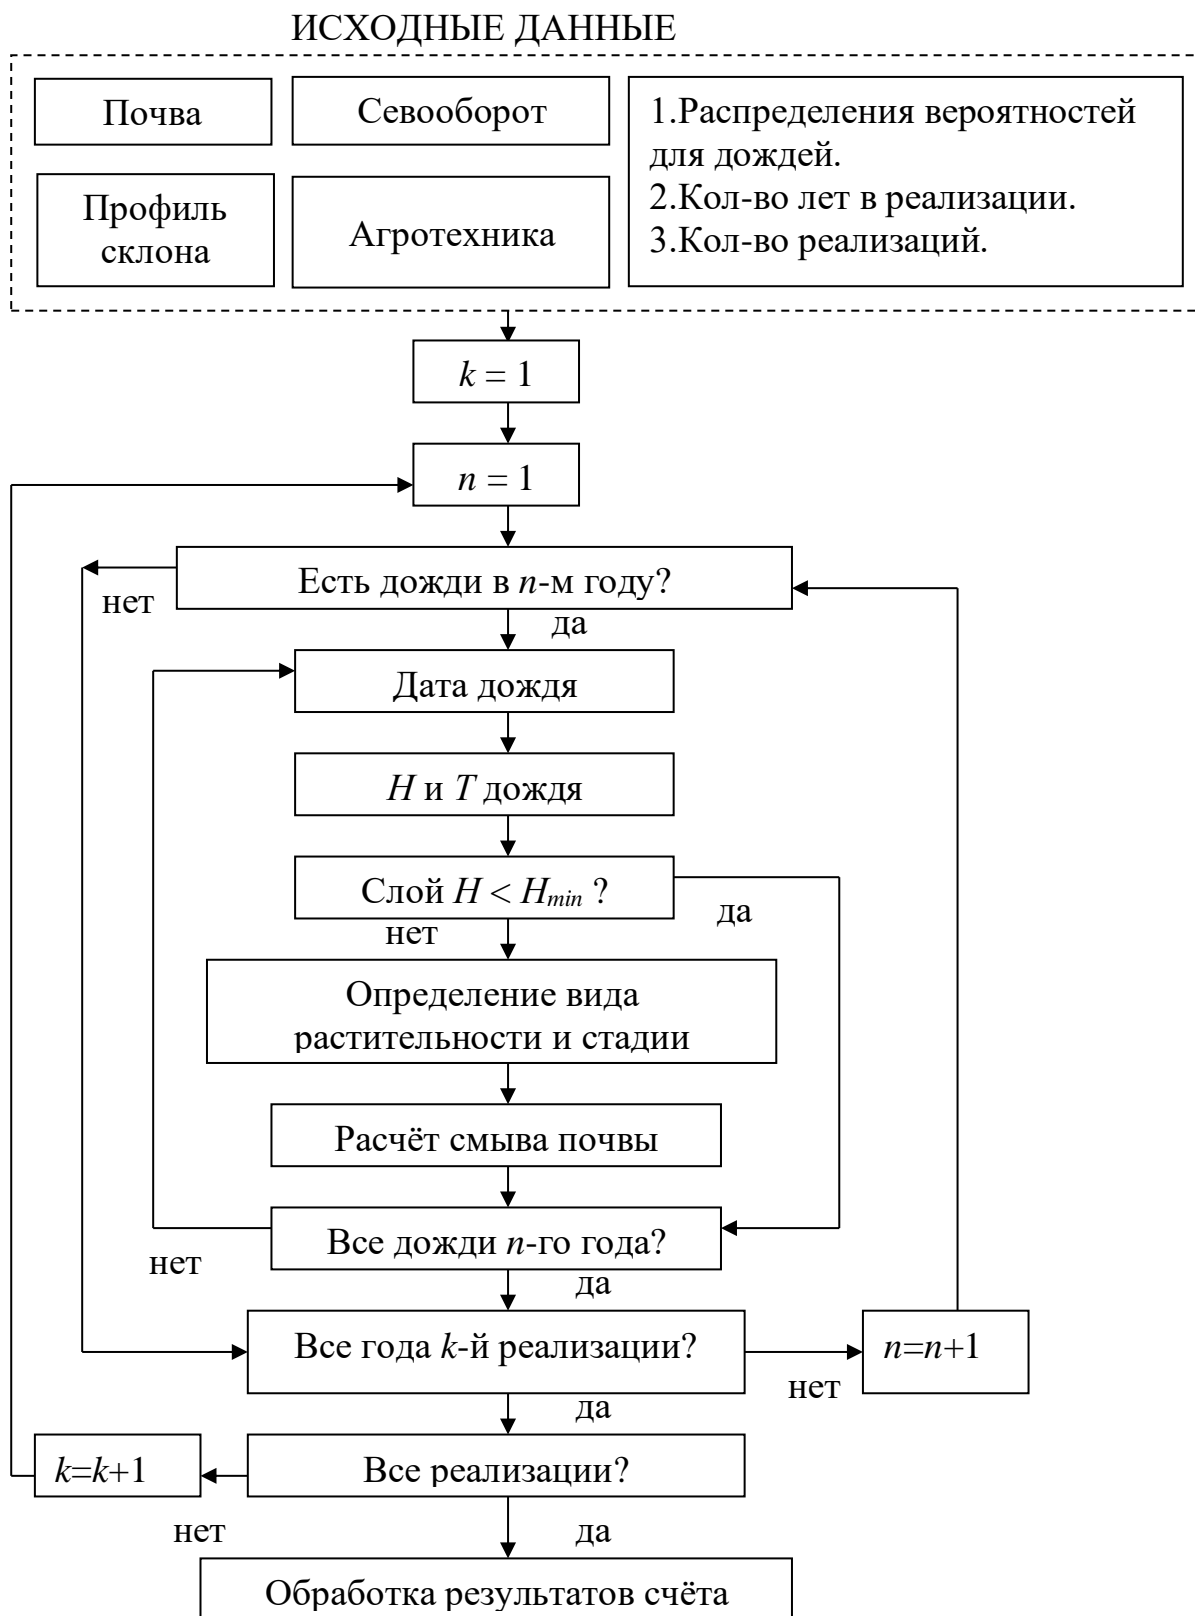 ИСХОДНЫЕ ДАННЫЕ
Почва
Севооборот
1.Распределения вероятностей
для дождей.
2.Кол-во лет в реализации.
3.Кол-во реализаций.
Профиль
склона
Агротехника
k = 1
n = 1
Есть дожди в n-м году?
нет
да
Дата дождя
H и T дождя
Слой H < Hmin ?
да
нет
Определение вида
растительности и стадии
Расчёт смыва почвы
Все дожди n-го года?
нет
да
Все года k-й реализации?
n=n+1
нет
да
k=k+1
Все реализации?
нет
да
Обработка результатов счёта